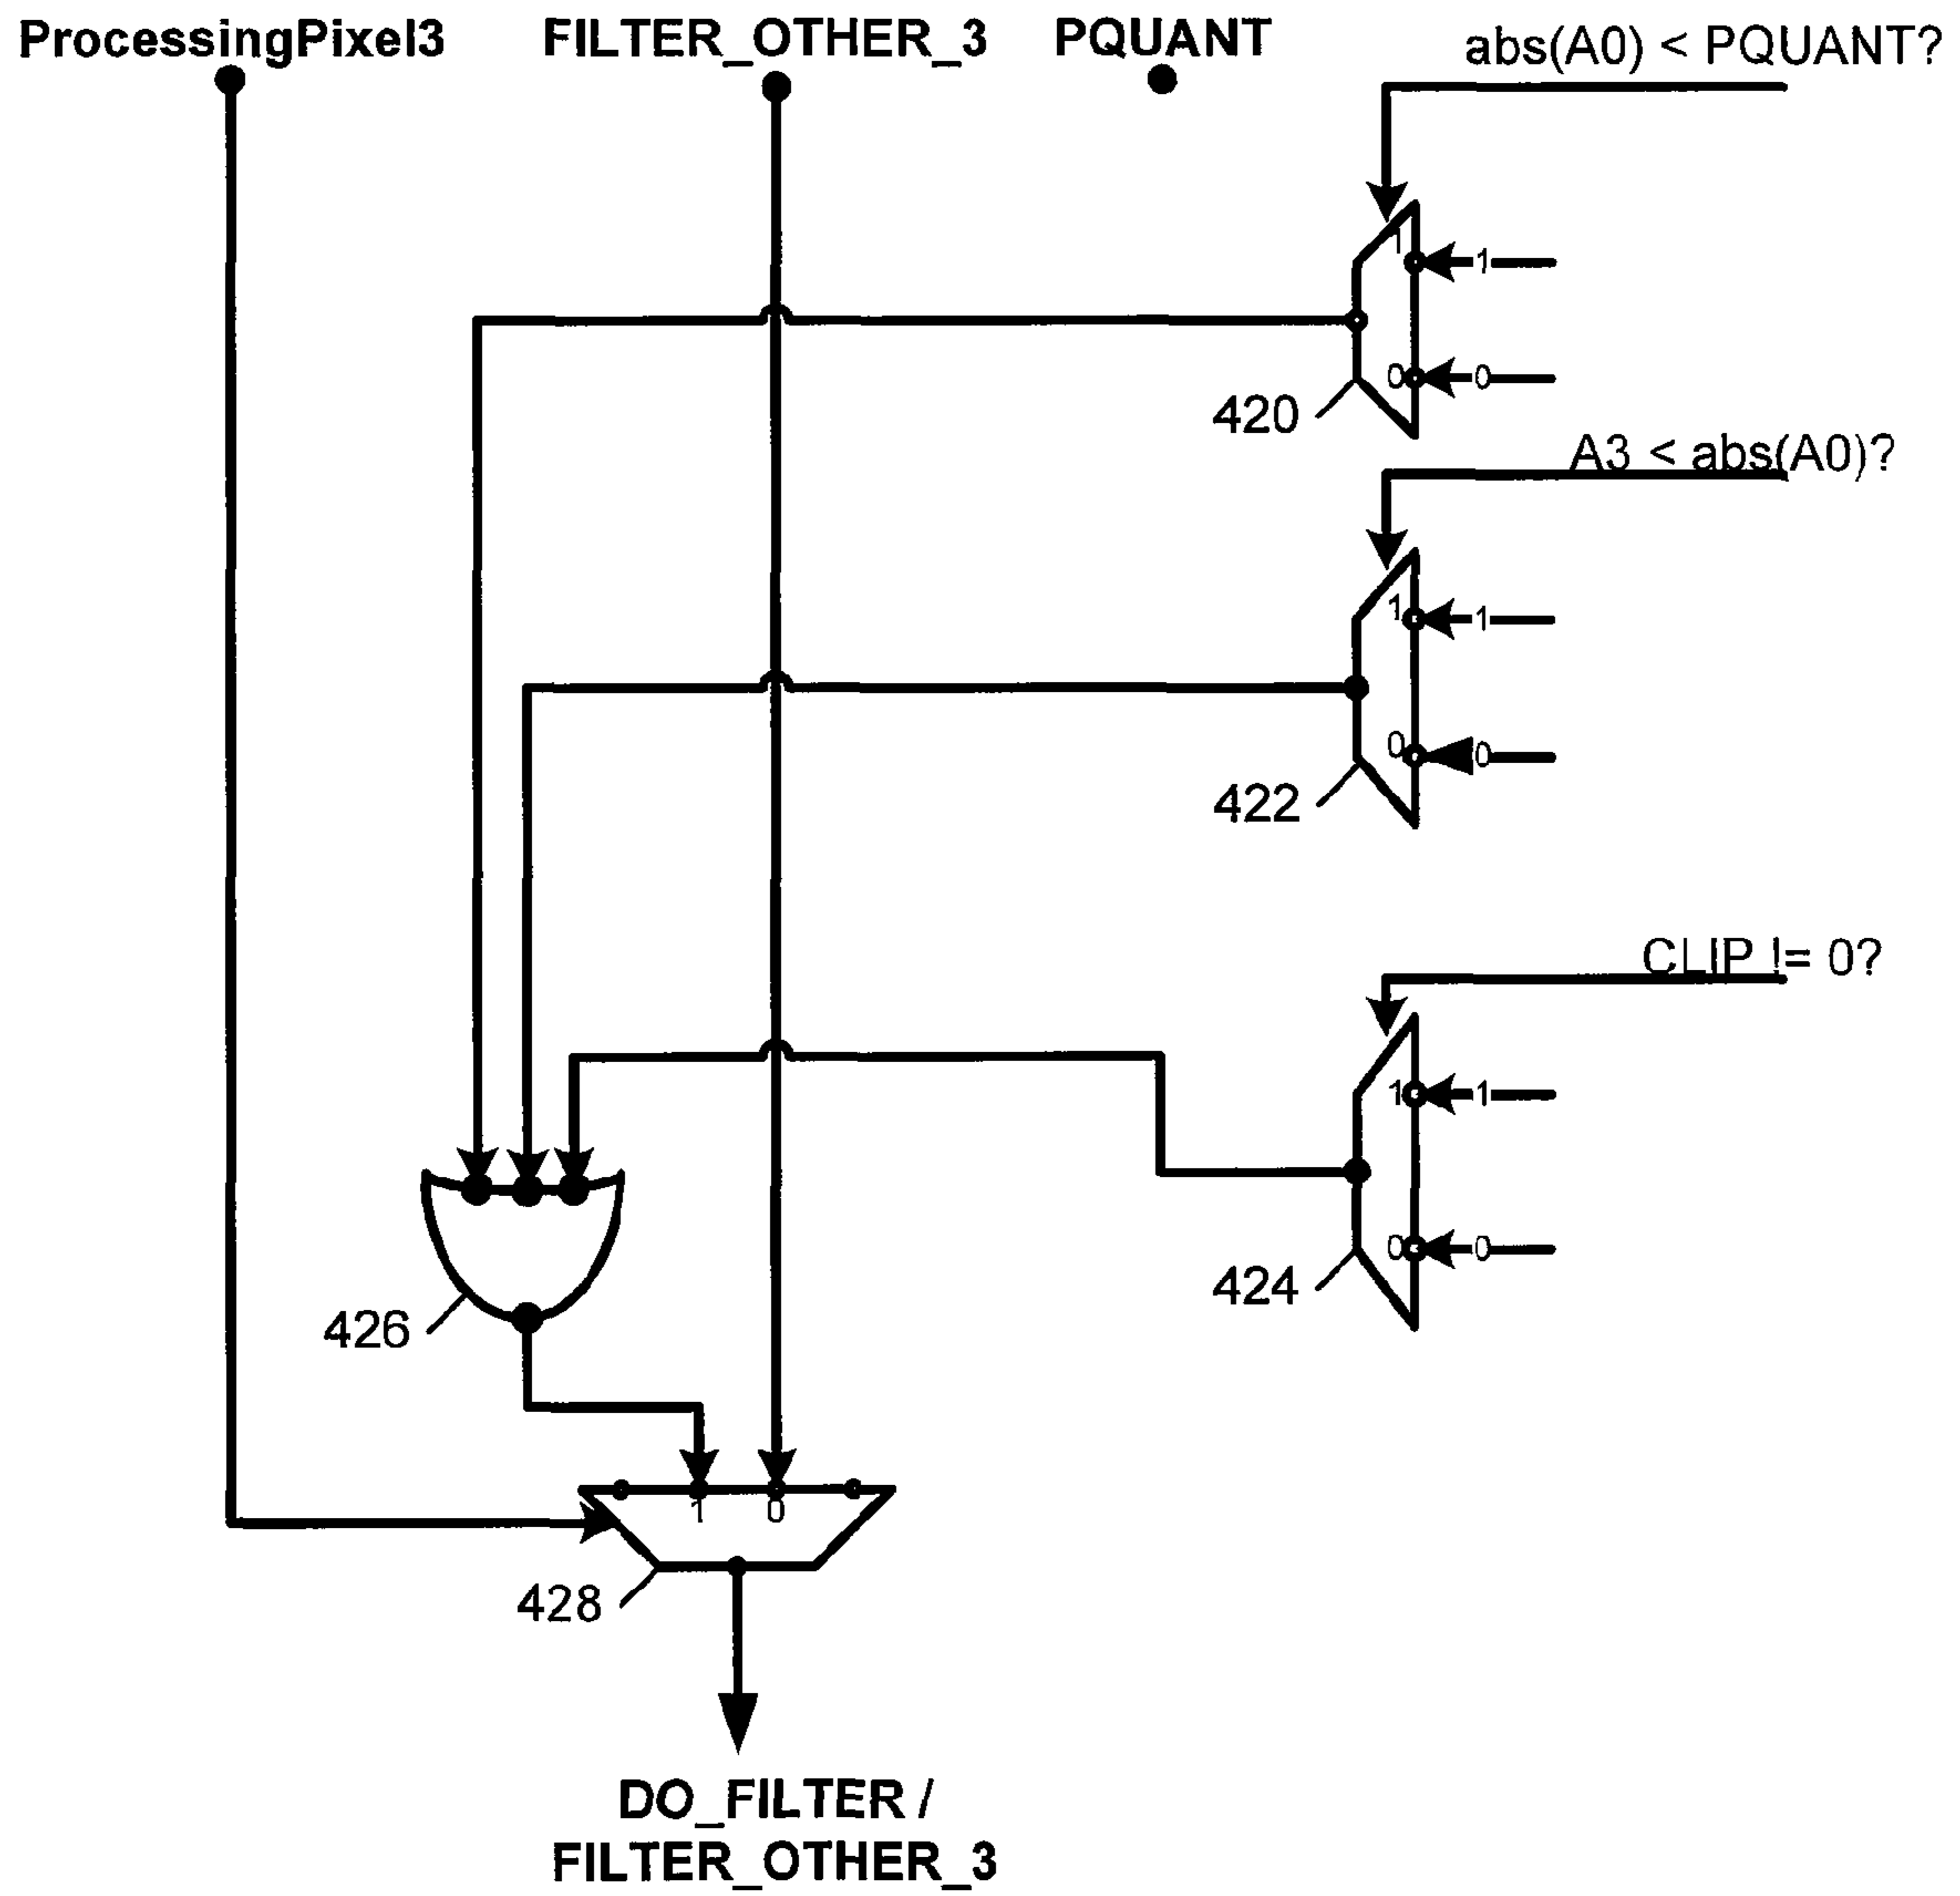 ProcessingPixel3 FILTER_OTHER_3 PQUANT abs(A0) < PQUANT?
1 1
0 0
420
A3 < abs(A0)?
1 1
0 0
422
CLIP != 0?
1 1
0 0
424
426
1 0
428
DO_FILTER /
FILTER_OTHER_3